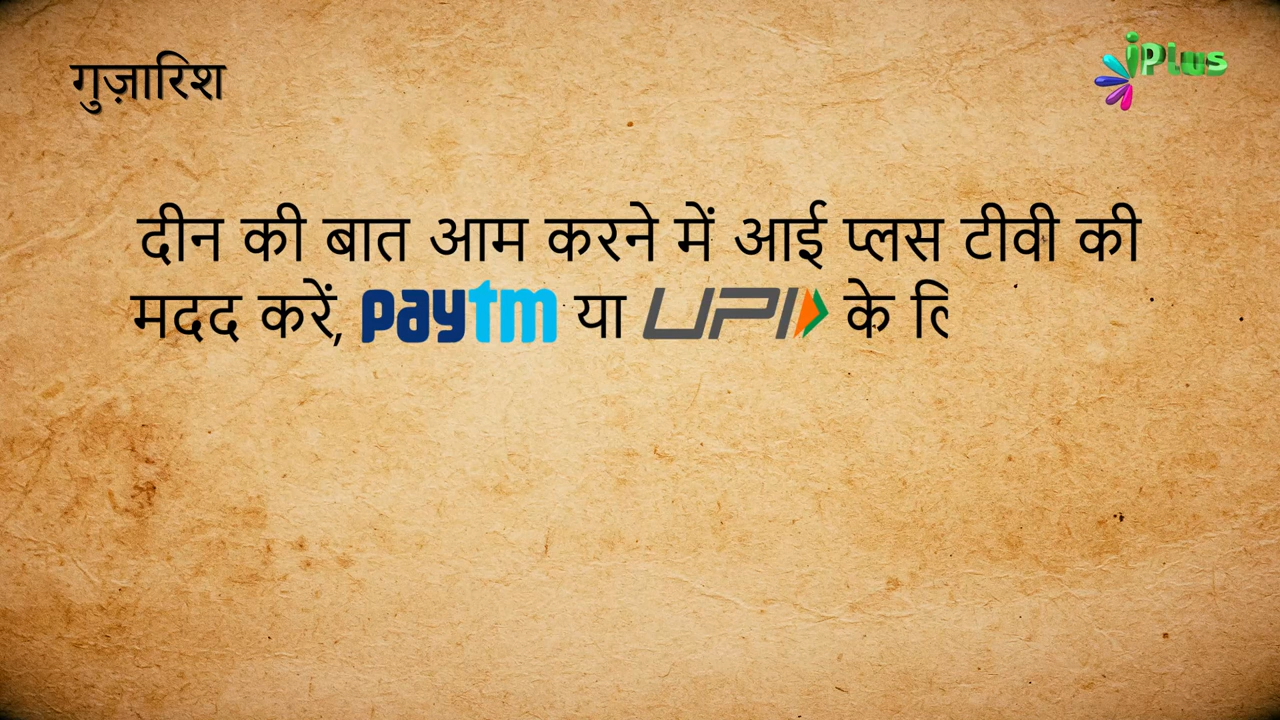 गुज़ारिश
iPlus
दीन की बात आम करने में आई प्लस टीवी की
मदद करें, paytm या UPI के